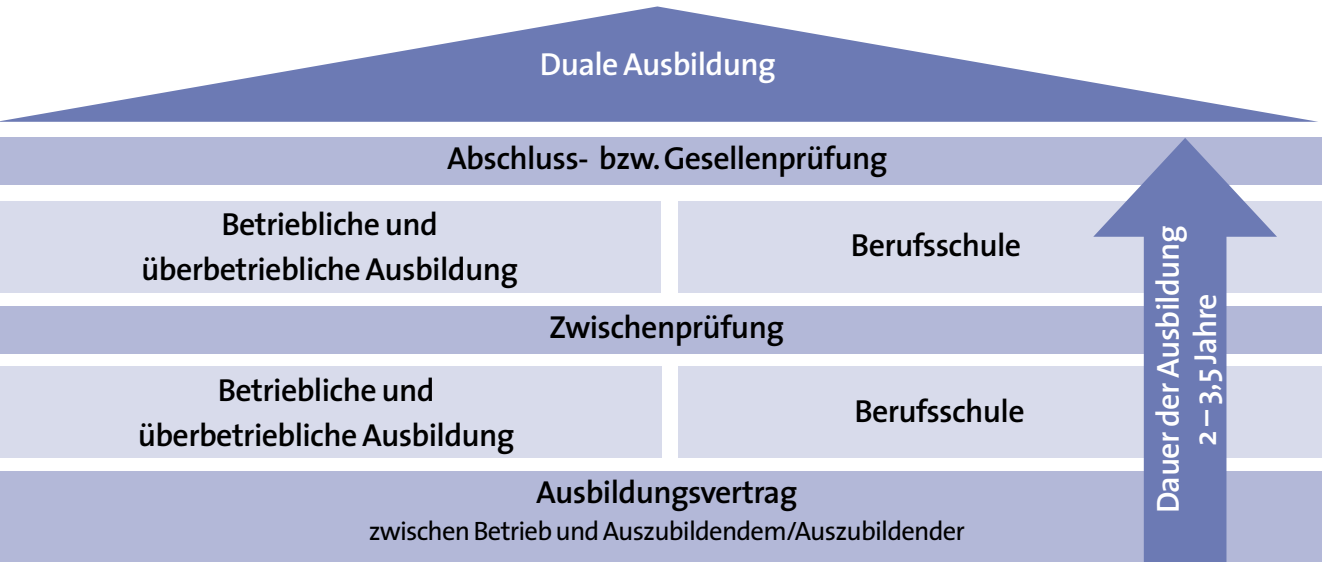 Duale Ausbildung
Abschluss- bzw. Gesellenprüfung
Betriebliche und
überbetriebliche Ausbildung
Berufsschule
Zwischenprüfung
Betriebliche und
überbetriebliche Ausbildung
Berufsschule
Ausbildungsvertrag
zwischen Betrieb und Auszubildendem/Auszubildender
Dauer der Ausbildung
2 – 3,5 Jahre